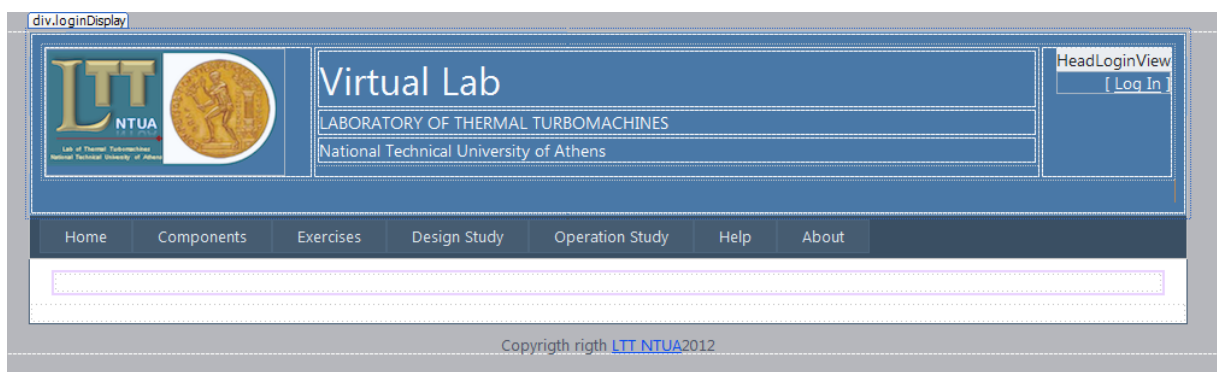 div.loginDisplay
LTT
NTUA
Lab of Thermal Turbomachines
National Technical University of Athens
Virtual Lab
LABORATORY OF THERMAL TURBOMACHINES
National Technical University of Athens
HeadLoginView
[ Log In ]
Home Components Exercises Design Study Operation Study Help About
Copyrigth rigth LTT NTUA2012